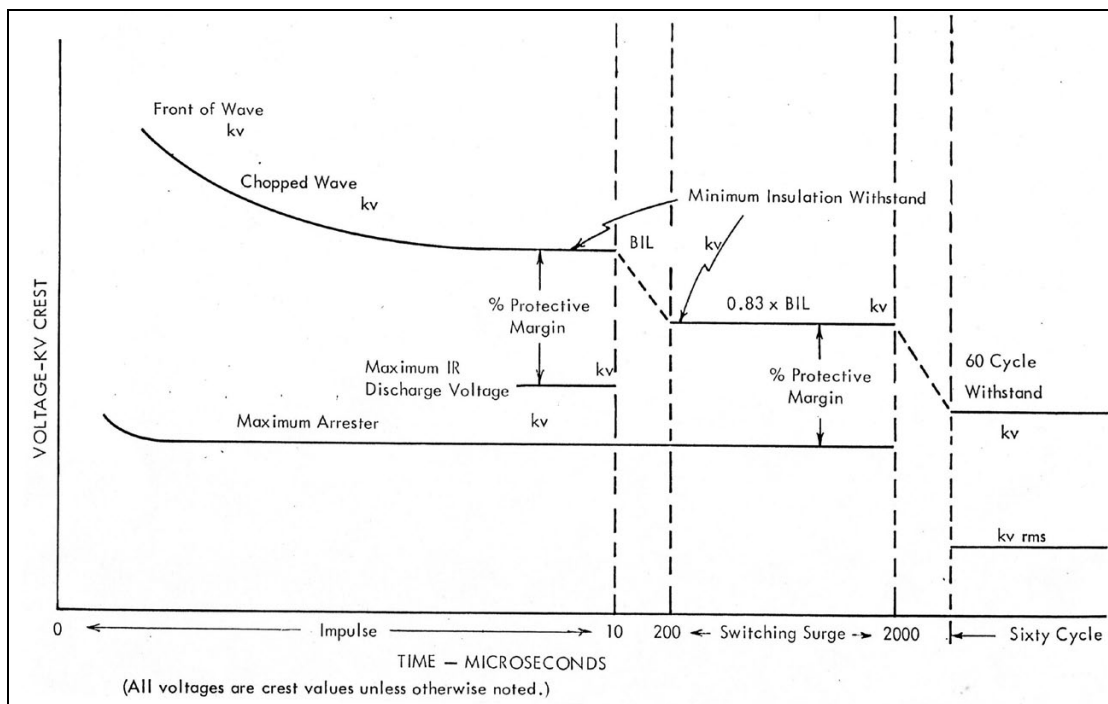 Front of Wave
kv
Chopped Wave
kv
Minimum Insulation Withstand
BIL
kv
% Protective
Margin
0.83 x BIL
kv
Maximum IR
Discharge Voltage
kv
% Protective
Margin
60 Cycle
Withstand
kv
Maximum Arrester
kv
kv rms
VOLTAGE-KV CREST
0
Impulse
10
200
Switching Surge
2000
Sixty Cycle
TIME — MICROSECONDS
(All voltages are crest values unless otherwise noted.)